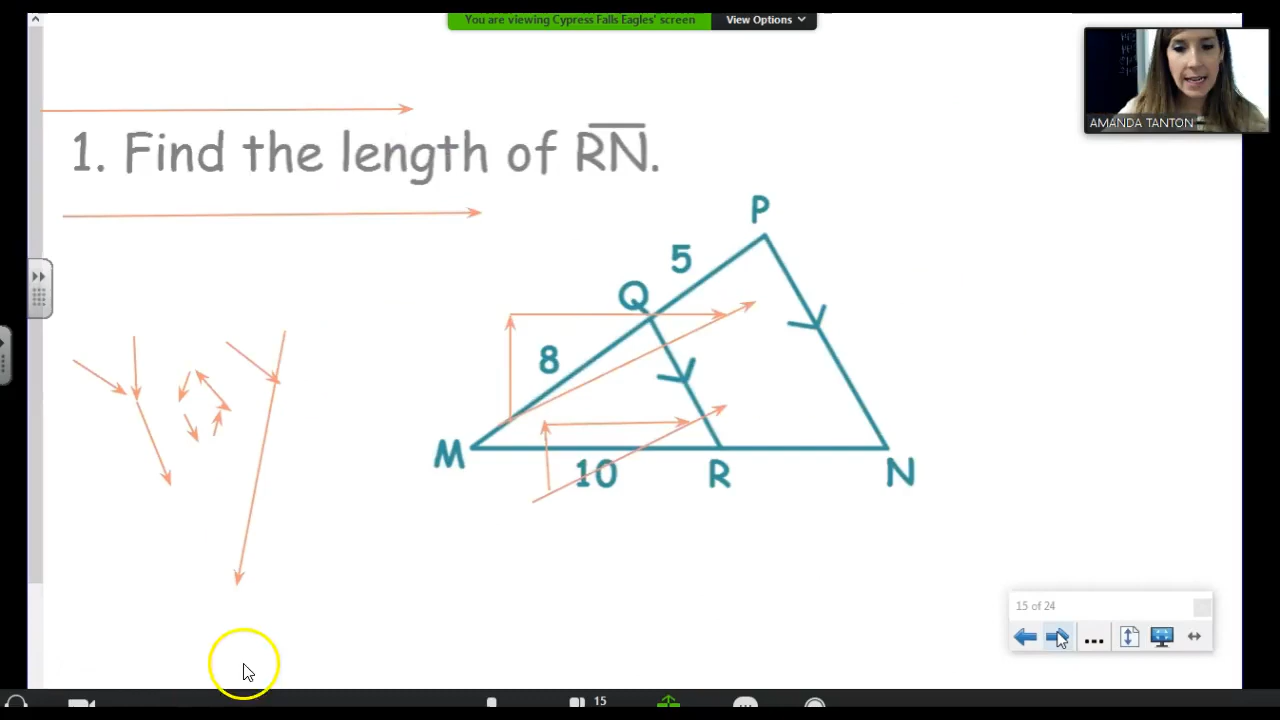 You are viewing Cypress Falls Eagles' screen
View Options
AMANDA TANTON
1. Find the length of RN.
P
5
Q
8
M
10
R
N
15 of 24
15